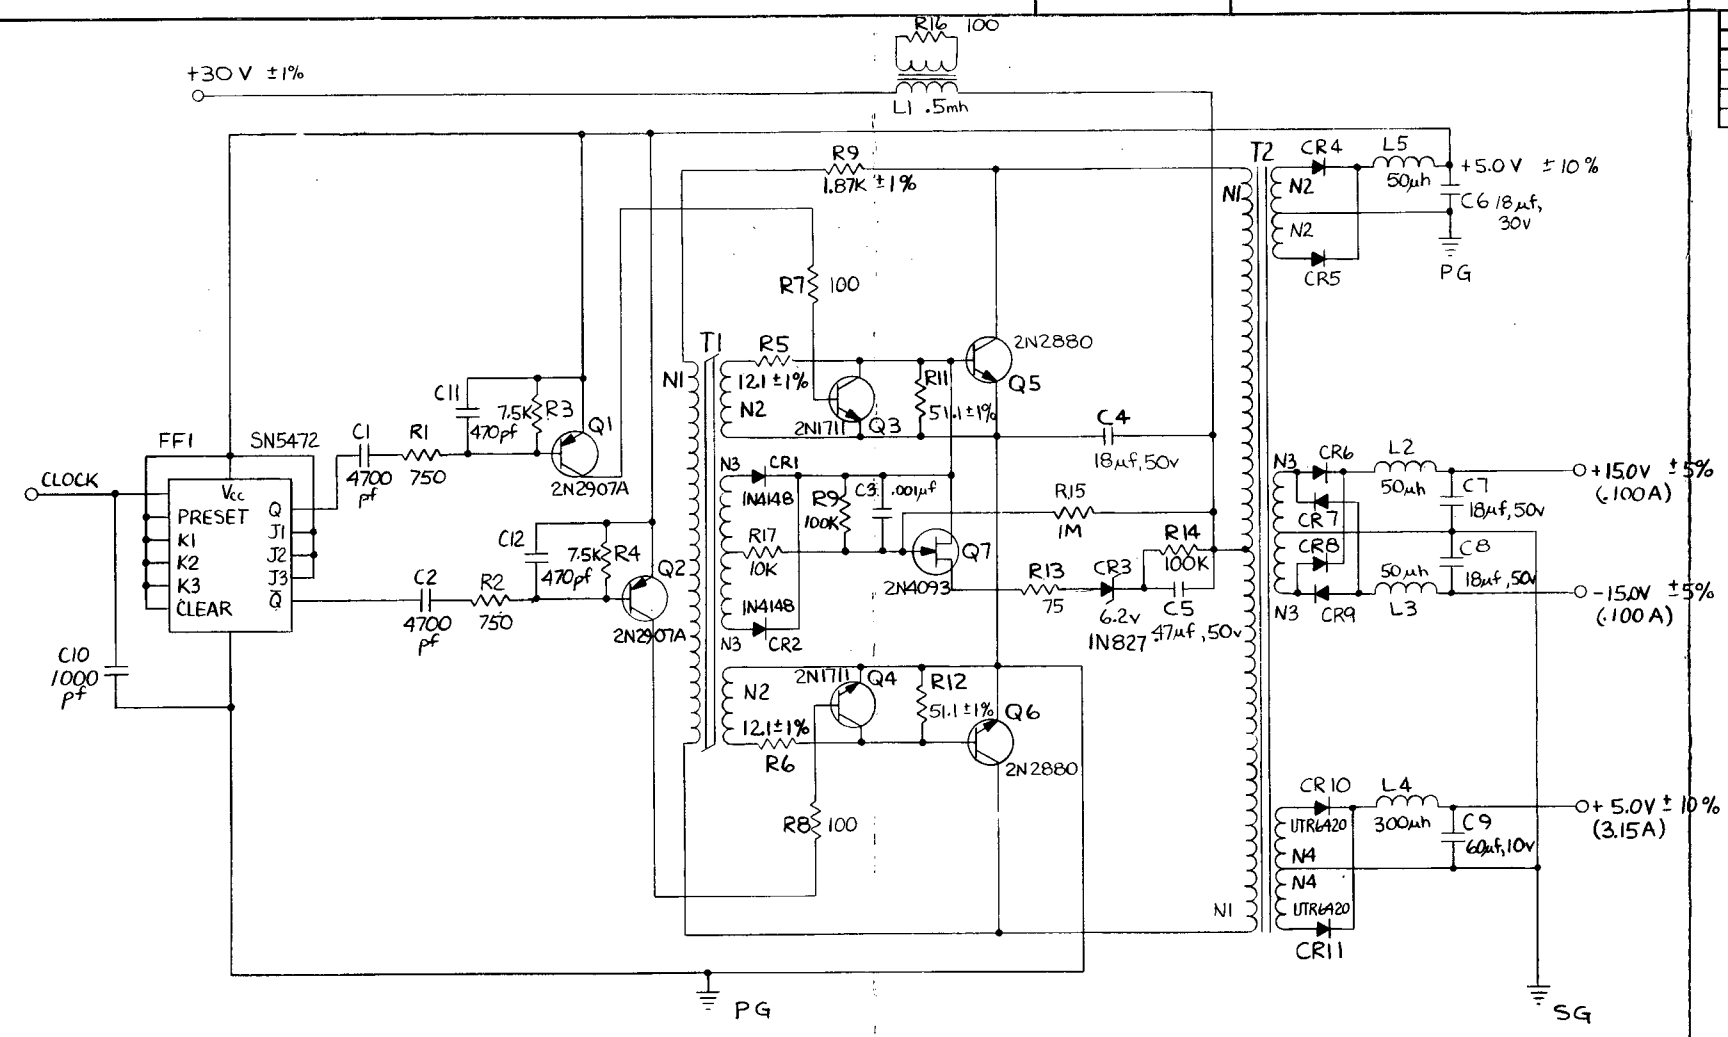 R16 100
+30V ±1%
L1 .5mh
R9
1.87K ±1%
T2
CR4
L5
50µh
+5.0V ±10%
N1
N2
N2
C6 18µf,
30v
CR5
PG
R7 100
T1
R5
12.1 ±1%
N1
N2
2N1711
Q3
R11
51.1±1%
2N2880
Q5
C4
18µf,50v
C11
470pf
7.5K
R3
Q1
2N2907A
FF1
SN5472
C1
4700
pf
R1
750
CLOCK
Vcc
PRESET
K1
K2
K3
CLEAR
Q
J1
J2
J3
Q̅
C10
1000
pf
C12
470pf
7.5K
R4
Q2
2N2907A
C2
4700
pf
R2
750
N3
CR1
1N4148
R9
100K
C3 .001µf
R17
10K
1N4148
N3
CR2
Q7
2N4093
R15
1M
R14
100K
R13
75
CR3
6.2v
1N827
C5
.47µf,50v
N3
CR6
L2
50µh
+15.0V ±5%
(.100A)
CR7
C7
18µf,50v
CR8
C8
18µf,50v
50µh
L3
N3
CR9
-15.0V ±5%
(.100A)
N2
12.1±1%
R6
2N1711
Q4
R12
51.1±1%
Q6
2N2880
R8 100
N1
CR10
UTR6420
L4
300µh
+5.0V ±10%
(3.15A)
C9
60µf,10v
N4
N4
UTR6420
CR11
PG
SG